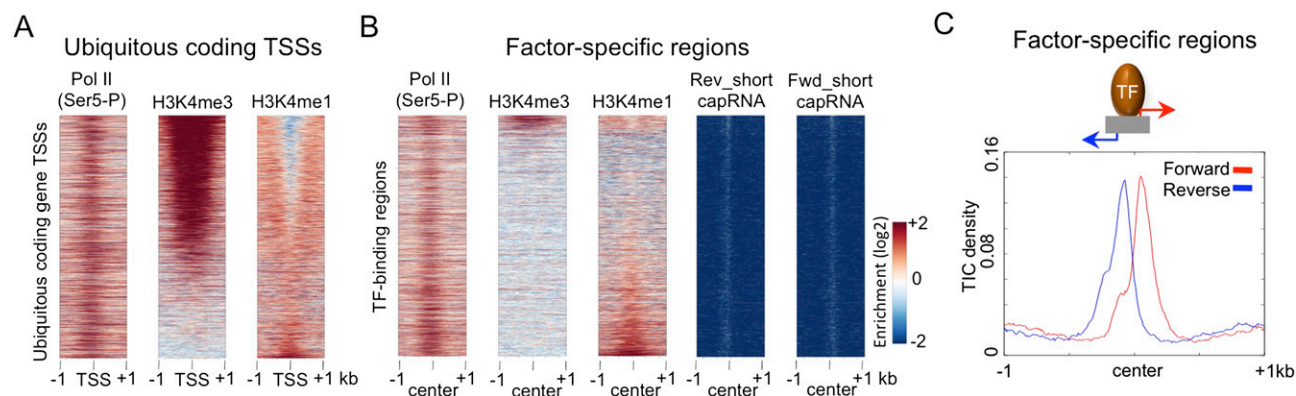 A
Ubiquitous coding TSSs
Pol II
(Ser5-P)
H3K4me3
H3K4me1
Ubiquitous coding gene TSSs
-1 TSS +1
-1 TSS +1
-1 TSS +1 kb
B
Factor-specific regions
Pol II
(Ser5-P)
H3K4me3
H3K4me1
Rev_short
capRNA
Fwd_short
capRNA
TF-binding regions
-1 +1
center
-1 +1
center
-1 +1
center
-1 +1
center
-1 +1 kb
center
Enrichment (log2)
+2
0
-2
C
Factor-specific regions
TF
Forward
Reverse
TIC density
0.16
0.08
0
-1 center +1kb